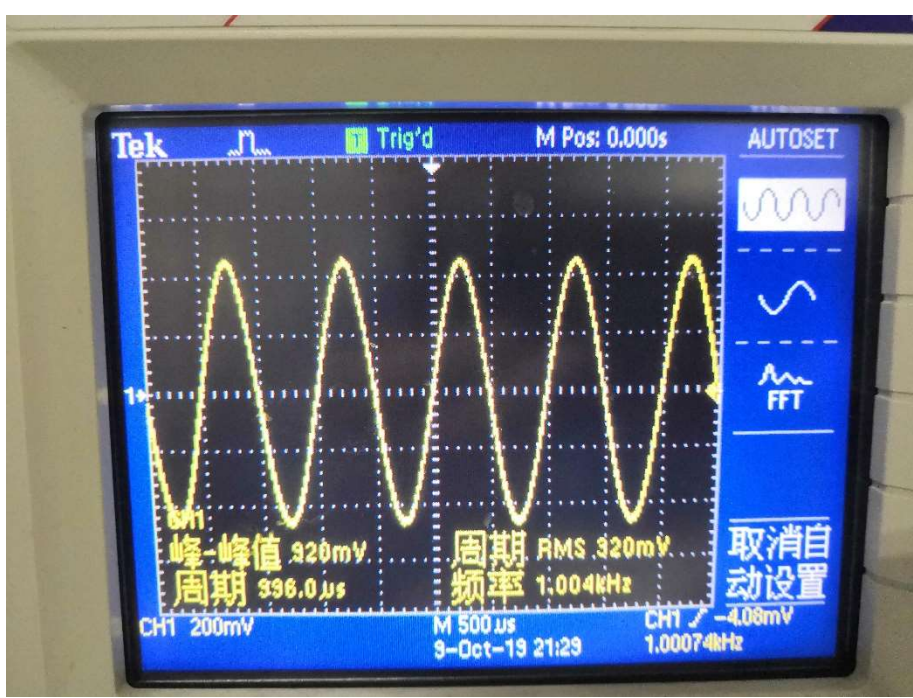 Tek Trig'd M Pos: 0.000s AUTOSET
FFT
1
CH1
峰-峰值 920mV 周期 RMS 320mV
周期 996.0µs 频率 1.004kHz
取消自
动设置
CH1 200mV M 500µs CH1 -4.08mV
9-Oct-19 21:29 1.00074kHz